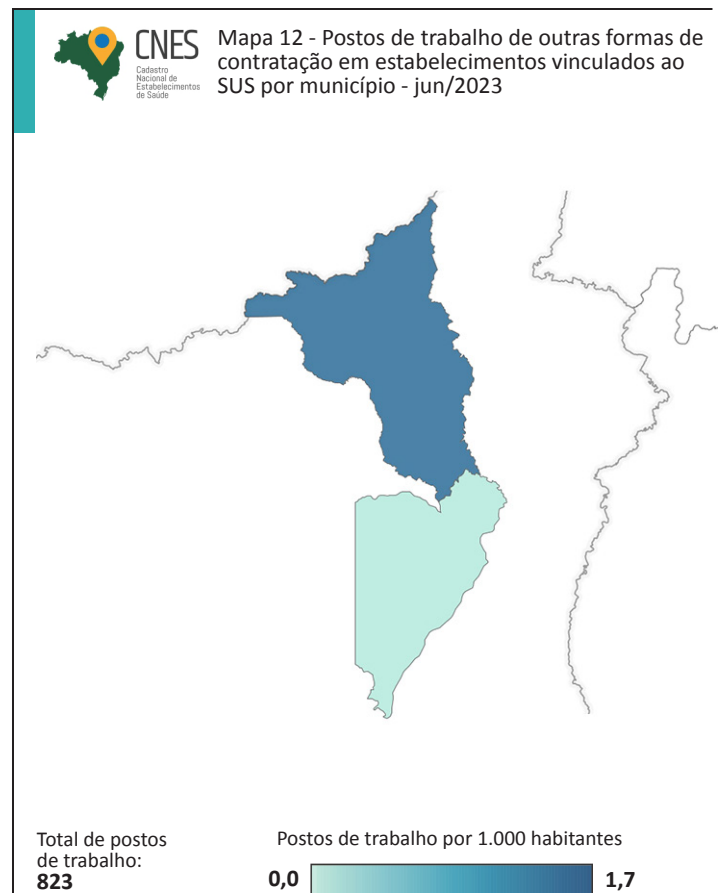 CNES
Cadastro
Nacional de
Estabelecimentos
de Saúde
Mapa 12 - Postos de trabalho de outras formas de
contratação em estabelecimentos vinculados ao
SUS por município - jun/2023
Total de postos
de trabalho:
823
Postos de trabalho por 1.000 habitantes
0,0
1,7